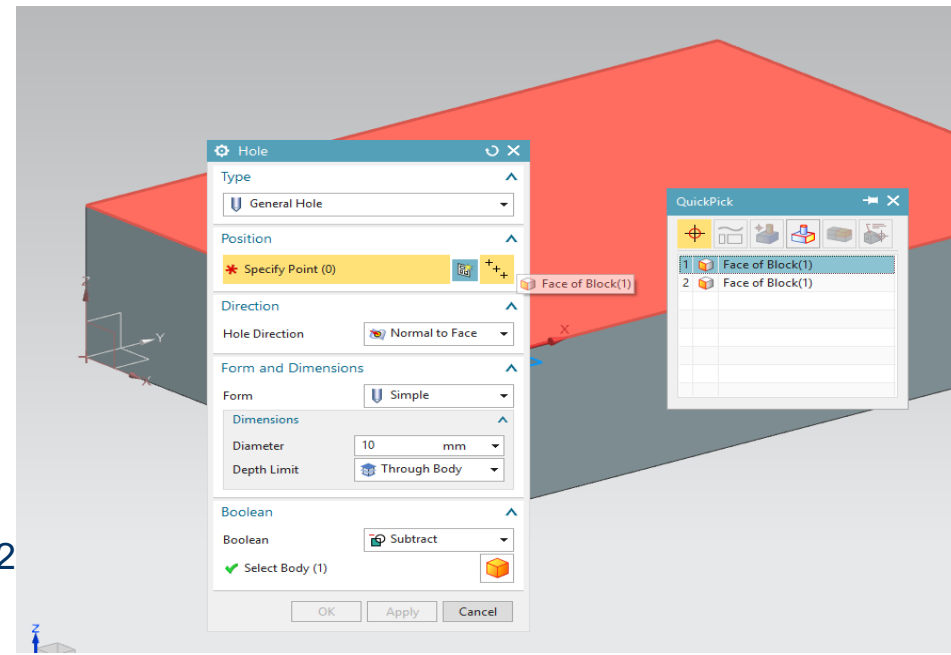 Hole
Type
General Hole
Position
* Specify Point (0)
Direction
Hole Direction Normal to Face
Form and Dimensions
Form Simple
Dimensions
Diameter 10 mm
Depth Limit Through Body
Boolean
Boolean Subtract
Select Body (1)
OK Apply Cancel
Face of Block(1)
QuickPick
1 Face of Block(1)
2 Face of Block(1)
X
Z
Y
X
2
Z